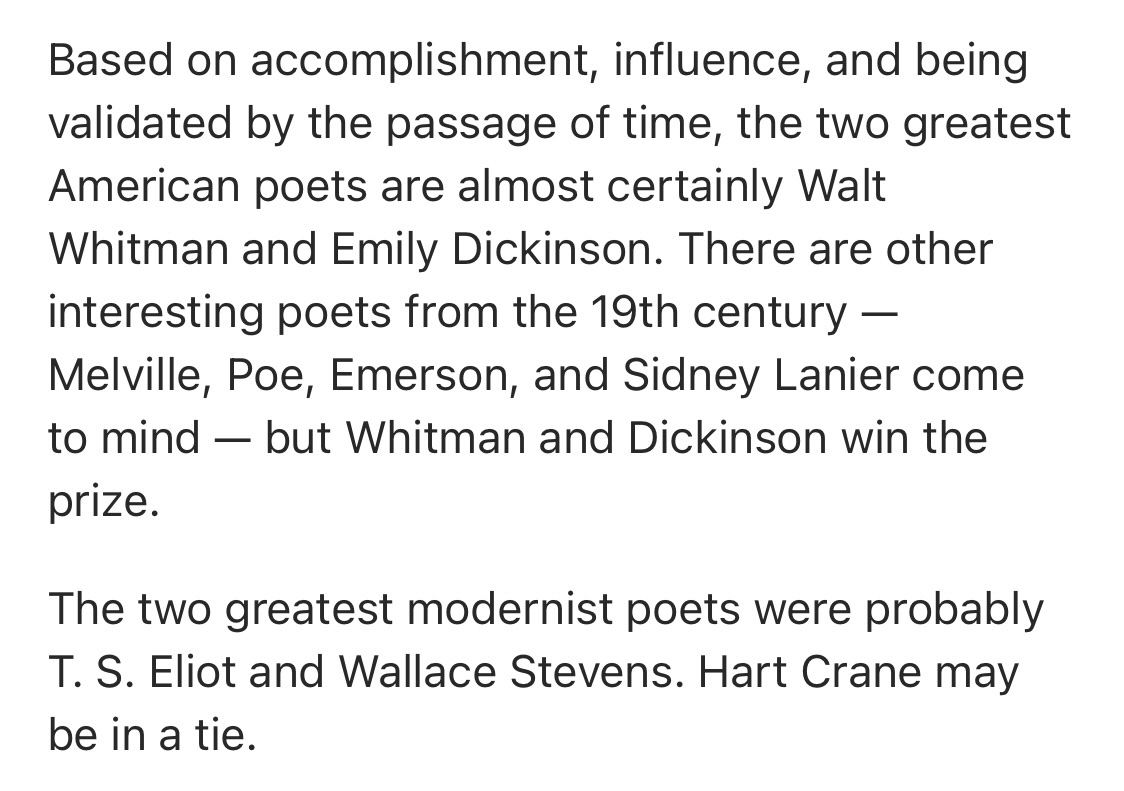 Based on accomplishment, influence, and being
validated by the passage of time, the two greatest
American poets are almost certainly Walt
Whitman and Emily Dickinson. There are other
interesting poets from the 19th century —
Melville, Poe, Emerson, and Sidney Lanier come
to mind — but Whitman and Dickinson win the
prize.
The two greatest modernist poets were probably
T. S. Eliot and Wallace Stevens. Hart Crane may
be in a tie.